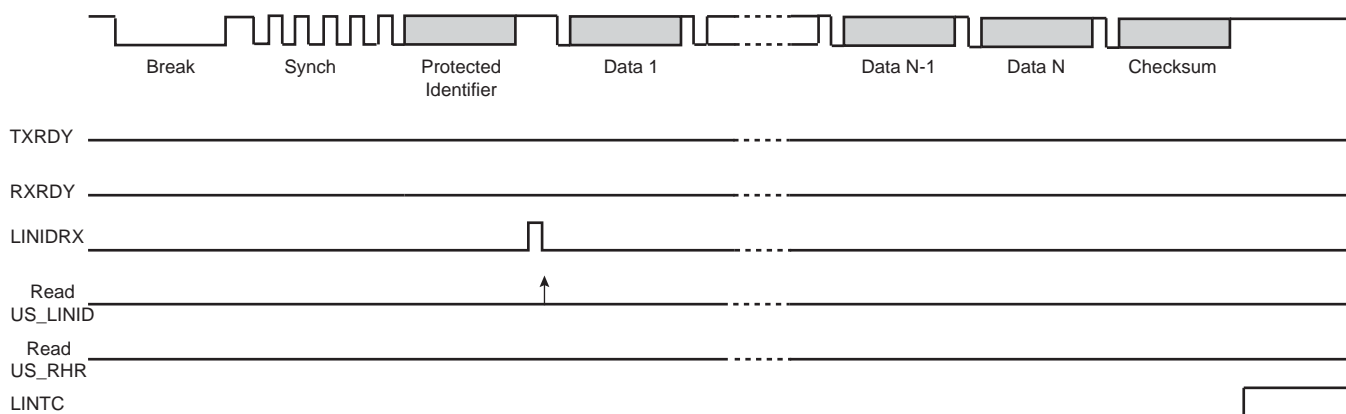 Break
Synch
Protected
Identifier
Data 1
Data N-1
Data N
Checksum
TXRDY
RXRDY
LINIDRX
Read
US_LINID
Read
US_RHR
LINTC